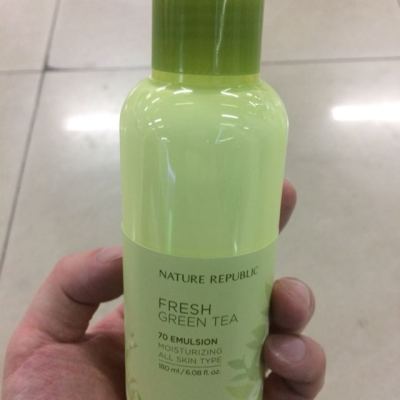 NATURE REPUBLIC
FRESH
GREEN TEA
70 EMULSION
MOISTURIZING
ALL SKIN TYPE
180 ml / 6.08 fl. oz.